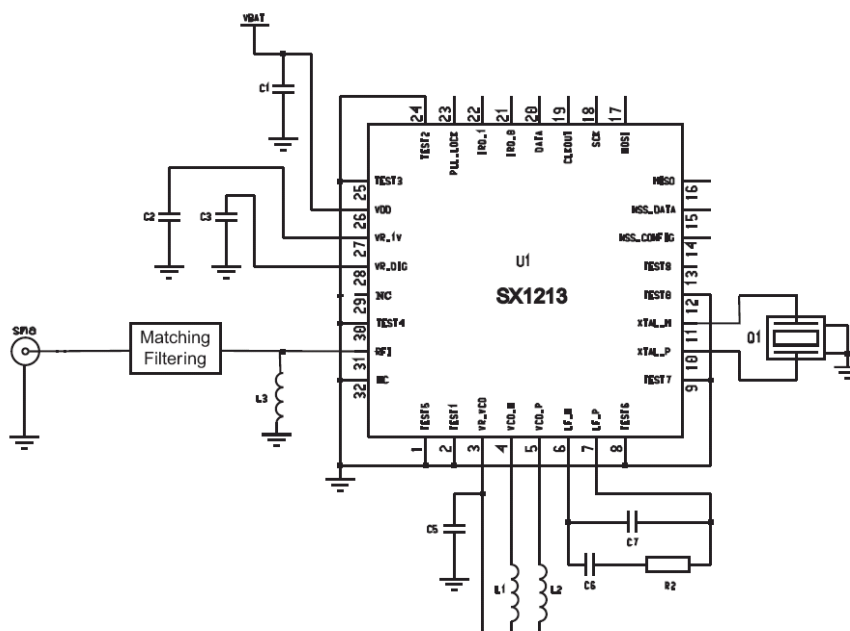 VBAT
C1
24
23
22
21
20
19
18
17
TEST2
PLL_LOCK
IRQ_1
IRQ_0
DATA
CLKOUT
SCK
MOSI
TEST3
25
VDD
26
VR_1V
27
VR_DIG
28
NC
29
TEST4
30
RFI
31
NC
32
MISO
16
NSS_DATA
15
NSS_CONFIG
14
TEST8
13
12
XTAL_M
11
XTAL_P
10
TEST7
9
U1
SX1213
C2
C3
SMA
Matching
Filtering
L3
Q1
TEST5
TEST1
VR_VCO
VCO_M
VCO_P
LF_M
LF_P
TEST6
1
2
3
4
5
6
7
8
C5
L1
L2
C7
C6
R2